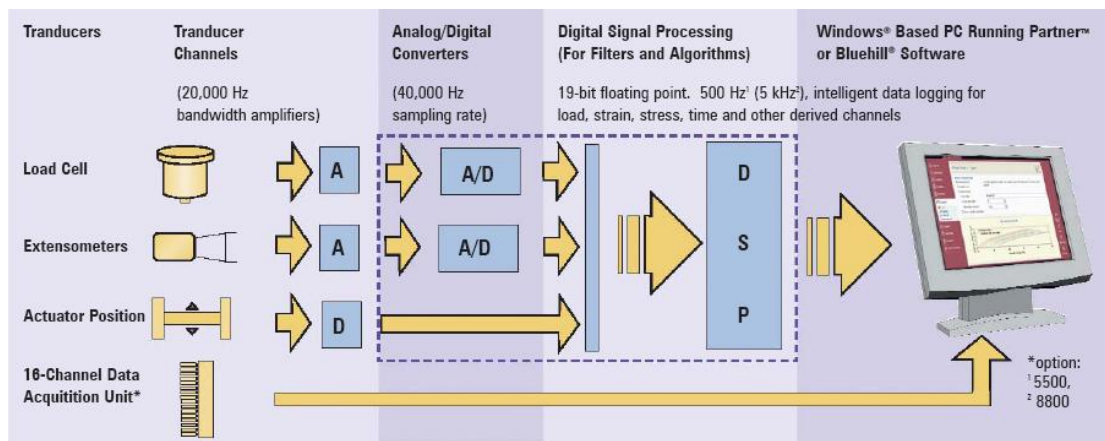 Tranducers
Tranducer
Channels
(20,000 Hz
bandwidth amplifiers)
Analog/Digital
Converters
(40,000 Hz
sampling rate)
Digital Signal Processing
(For Filters and Algorithms)
19-bit floating point. 500 Hz¹ (5 kHz²), intelligent data logging for
load, strain, stress, time and other derived channels
Windows® Based PC Running Partner™
or Bluehill® Software
Load Cell
A
A/D
Extensometers
A
A/D
Actuator Position
D
D
S
P
16-Channel Data
Acquitition Unit*
*option:
¹ 5500,
² 8800